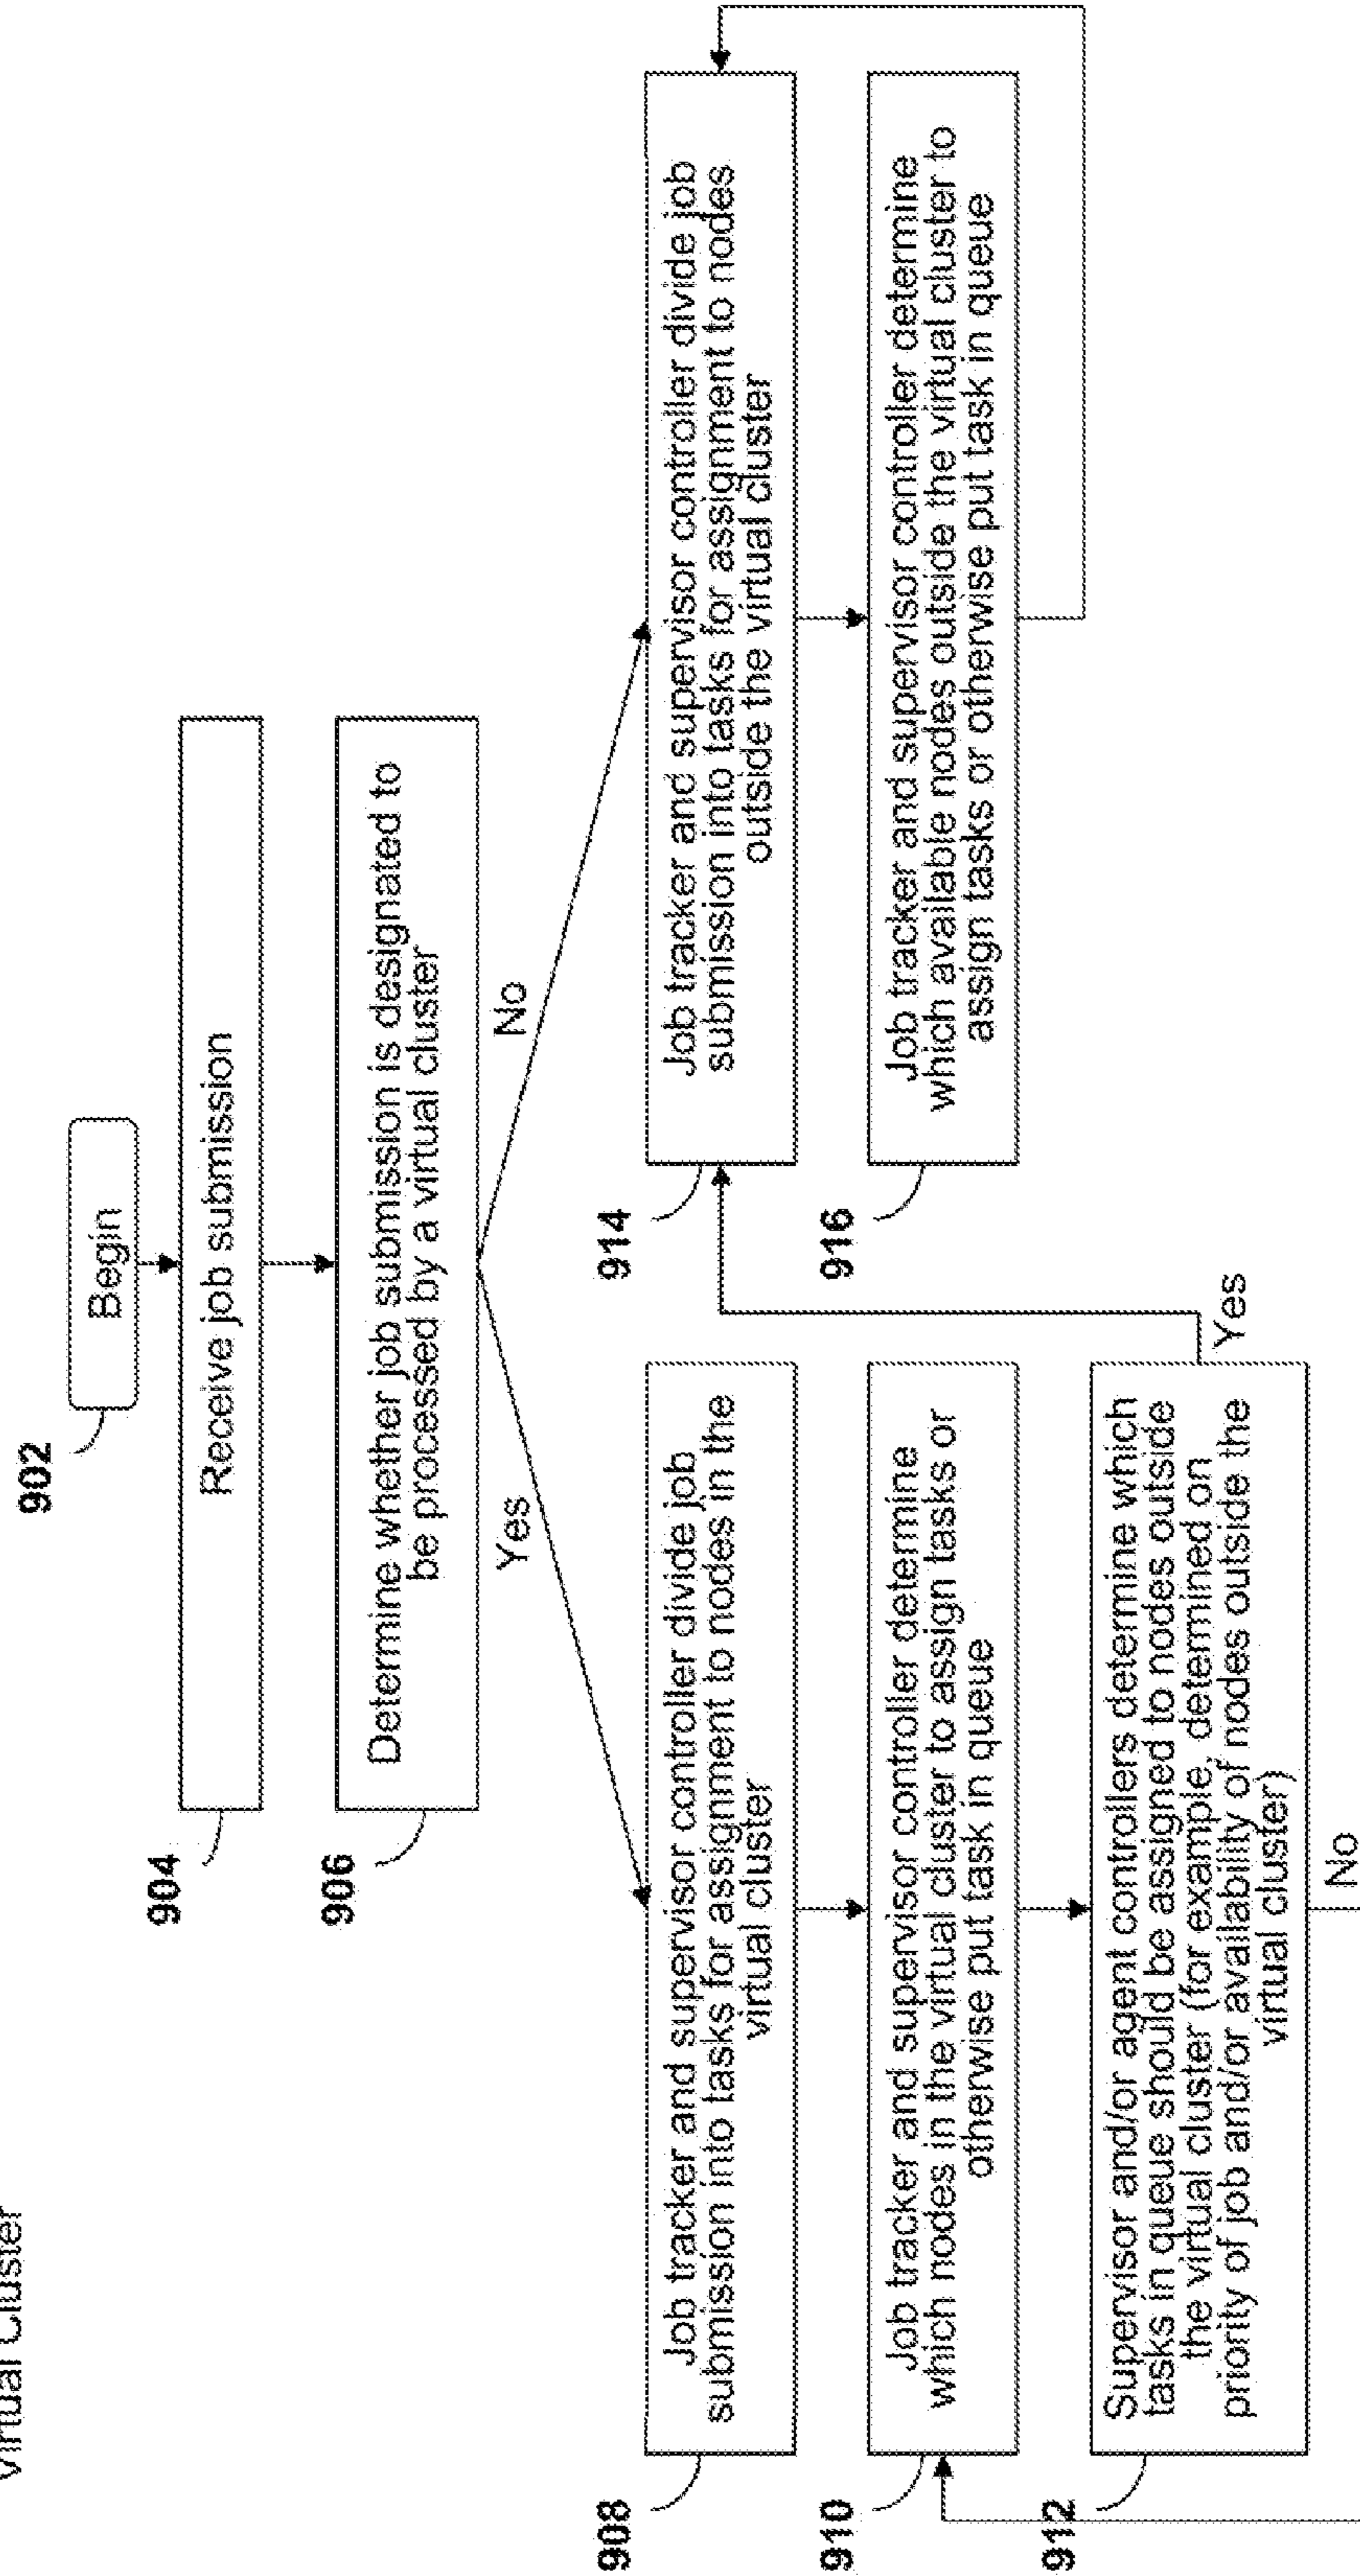 Virtual Cluster
902
Begin
904
Receive job submission
906
Determine whether job submission is designated to
be processed by a virtual cluster
Yes
No
908
Job tracker and supervisor controller divide job
submission into tasks for assignment to nodes in the
virtual cluster
914
Job tracker and supervisor controller divide job
submission into tasks for assignment to nodes
outside the virtual cluster
910
Job tracker and supervisor controller determine
which nodes in the virtual cluster to assign tasks or
otherwise put task in queue
916
Job tracker and supervisor controller determine
which available nodes outside the virtual cluster to
assign tasks or otherwise put task in queue
912
Supervisor and/or agent controllers determine which
tasks in queue should be assigned to nodes outside
the virtual cluster (for example, determined on
priority of job and/or availability of nodes outside the
virtual cluster)
Yes
No